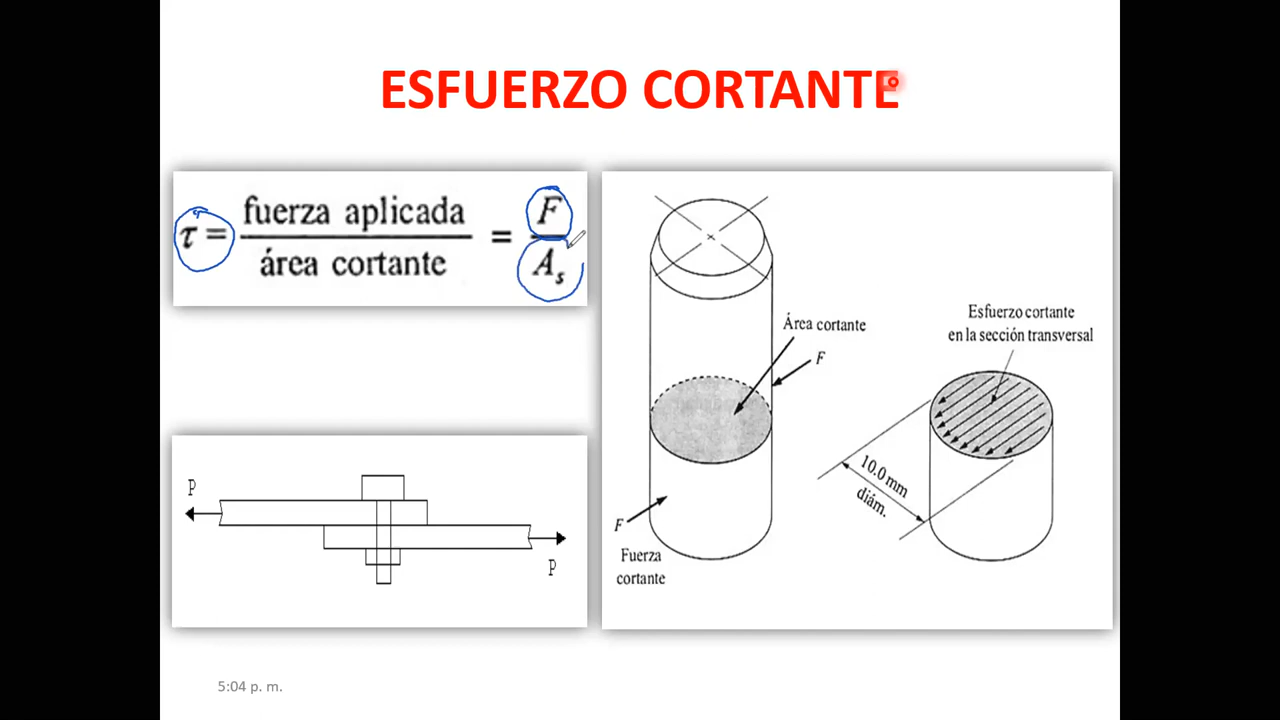 ESFUERZO CORTANTE
τ = fuerza aplicada / área cortante = F / A_s
P
P
Área cortante
F
F
Fuerza
cortante
Esfuerzo cortante
en la sección transversal
10.0 mm
diám.
5:04 p. m.